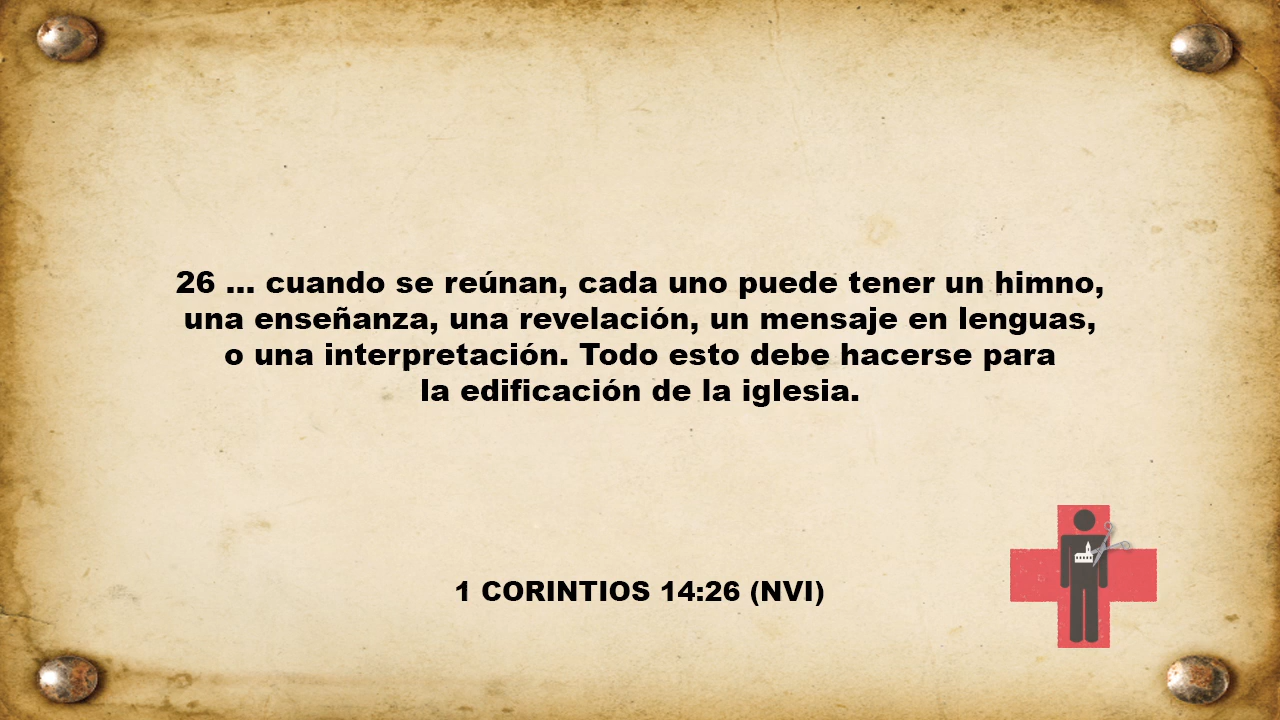 26 ... cuando se reúnan, cada uno puede tener un himno,
una enseñanza, una revelación, un mensaje en lenguas,
o una interpretación. Todo esto debe hacerse para
la edificación de la iglesia.
1 CORINTIOS 14:26 (NVI)